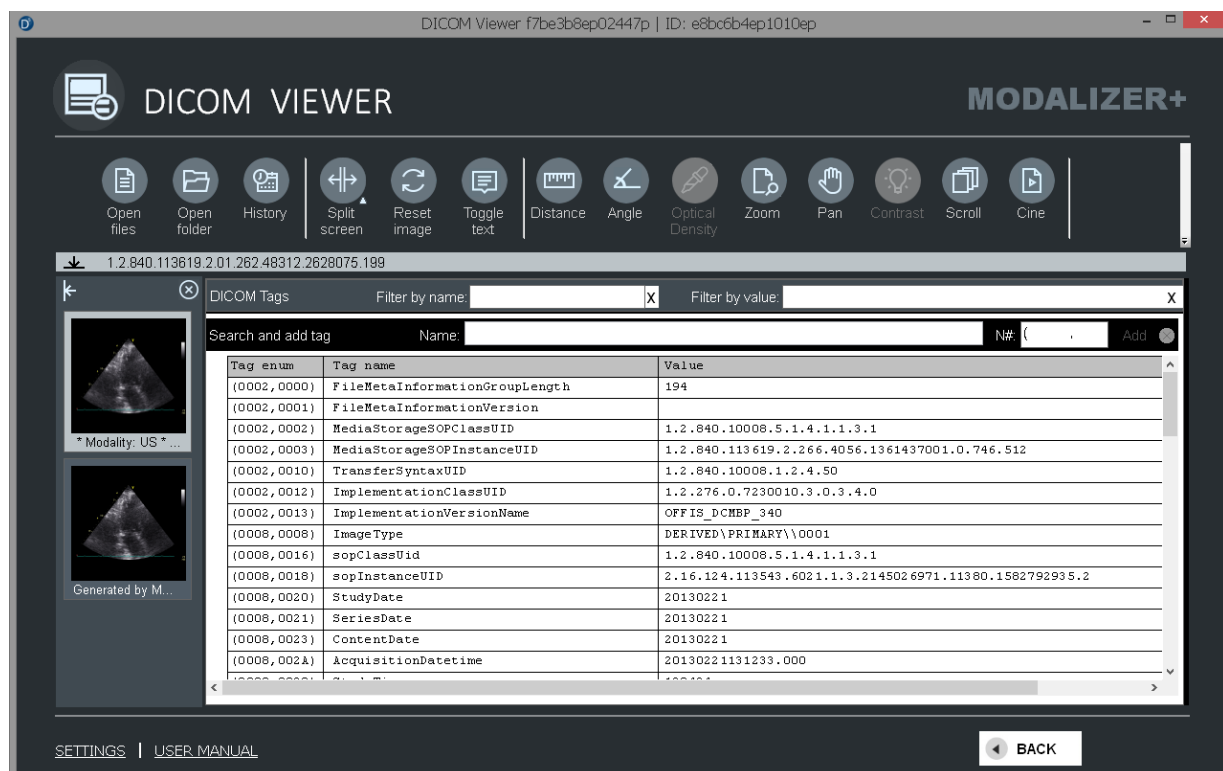 DICOM Viewer f7be3b8ep02447p | ID: e8bc6b4ep1010ep
DICOM VIEWER
MODALIZER+
Open files
Open folder
History
Split screen
Reset image
Toggle text
Distance
Angle
Optical Density
Zoom
Pan
Contrast
Scroll
Cine
1.2.840.113619.2.01.262.48312.2628075.199
DICOM Tags Filter by name: X Filter by value: X
Search and add tag Name: N#: ( , Add
Tag enum Tag name Value
(0002,0000) FileMetaInformationGroupLength 194
(0002,0001) FileMetaInformationVersion
(0002,0002) MediaStorageSOPClassUID 1.2.840.10008.5.1.4.1.1.3.1
(0002,0003) MediaStorageSOPInstanceUID 1.2.840.113619.2.266.4056.1361437001.0.746.512
(0002,0010) TransferSyntaxUID 1.2.840.10008.1.2.4.50
(0002,0012) ImplementationClassUID 1.2.276.0.7230010.3.0.3.4.0
(0002,0013) ImplementationVersionName OFFIS_DCMBP_340
(0008,0008) ImageType DERIVED\PRIMARY\\0001
(0008,0016) sopClassUid 1.2.840.10008.5.1.4.1.1.3.1
(0008,0018) sopInstanceUID 2.16.124.113543.6021.1.3.2145026971.11380.1582792935.2
(0008,0020) StudyDate 20130221
(0008,0021) SeriesDate 20130221
(0008,0023) ContentDate 20130221
(0008,002A) AcquisitionDatetime 20130221131233.000
* Modality: US * ...
Generated by M...
SETTINGS | USER MANUAL
BACK